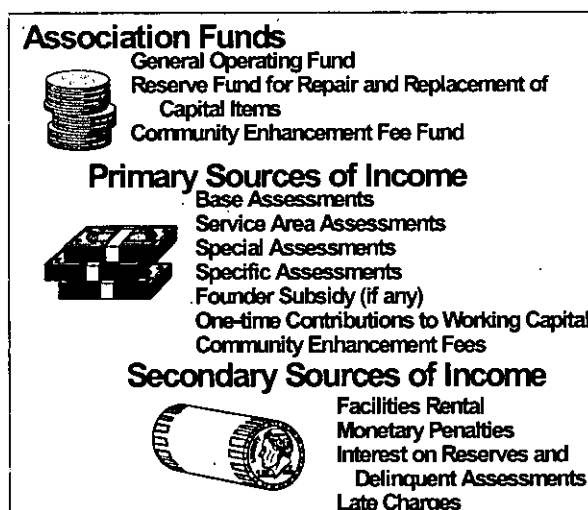 Association Funds
General Operating Fund
Reserve Fund for Repair and Replacement of
Capital Items
Community Enhancement Fee Fund
Primary Sources of Income
Base Assessments
Service Area Assessments
Special Assessments
Specific Assessments
Founder Subsidy (if any)
One-time Contributions to Working Capital
Community Enhancement Fees
Secondary Sources of Income
Facilities Rental
Monetary Penalties
Interest on Reserves and
Delinquent Assessments
Late Charges